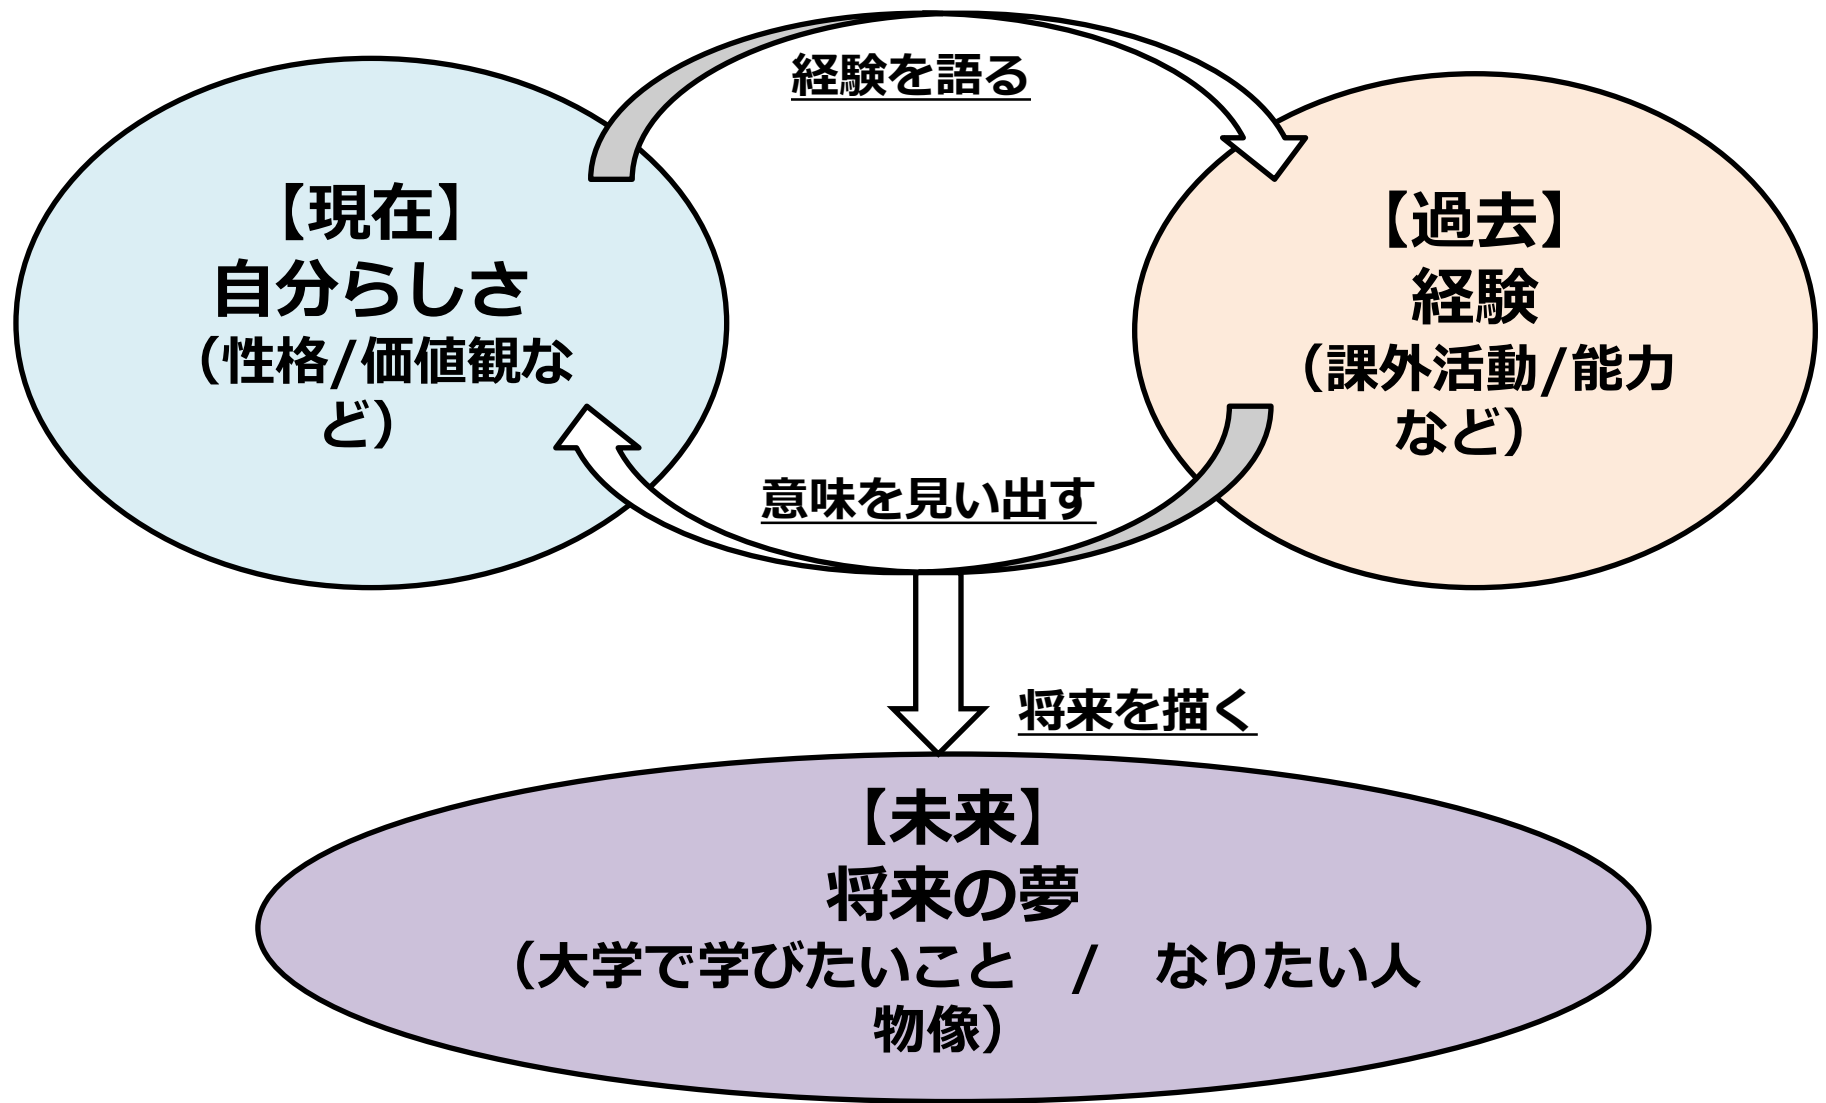 経験を語る
【現在】
自分らしさ
（性格/価値観な
ど）
【過去】
経験
（課外活動/能力
など）
意味を見い出す
将来を描く
【未来】
将来の夢
（大学で学びたいこと　/　なりたい人
物像）